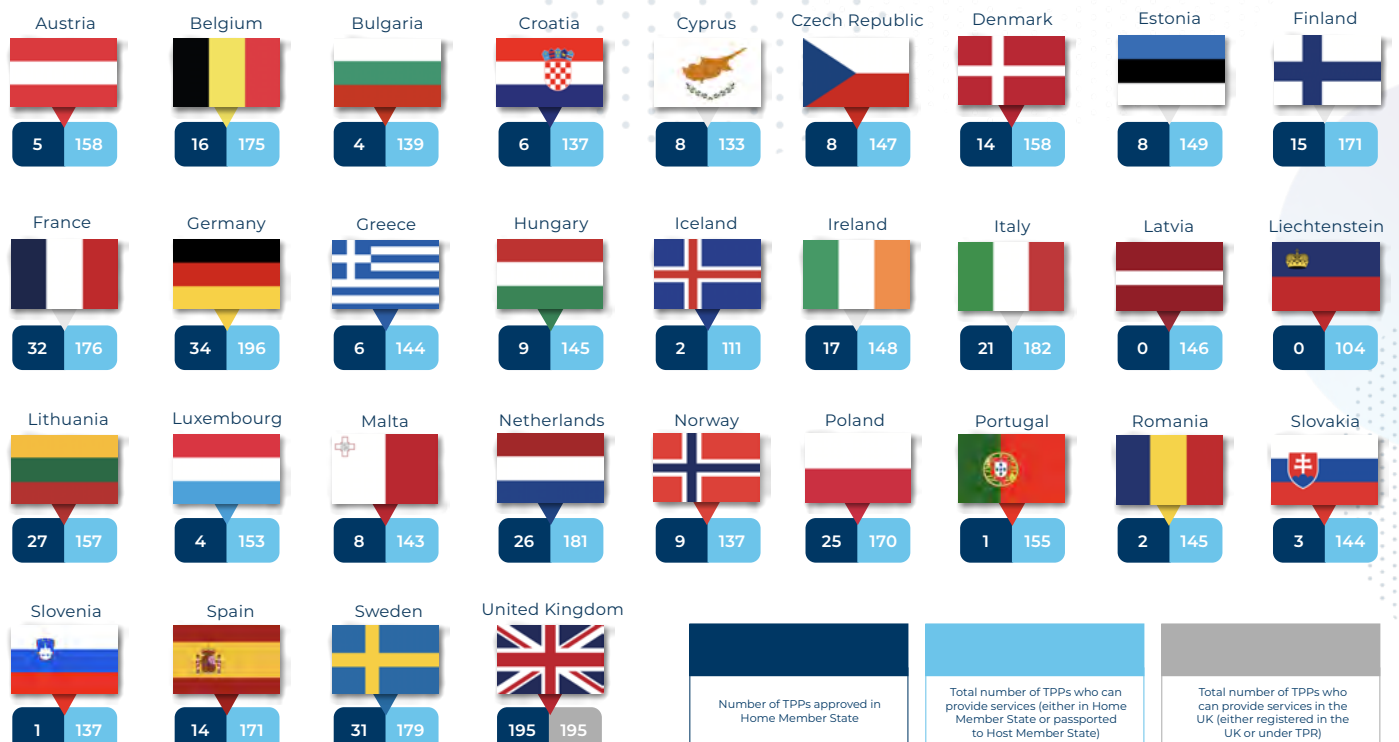 Austria Belgium Bulgaria Croatia Cyprus Czech Republic Denmark Estonia Finland
5 158 16 175 4 139 6 137 8 133 8 147 14 158 8 149 15 171
France Germany Greece Hungary Iceland Ireland Italy Latvia Liechtenstein
32 176 34 196 6 144 9 145 2 111 17 148 21 182 0 146 0 104
Lithuania Luxembourg Malta Netherlands Norway Poland Portugal Romania Slovakia
27 157 4 153 8 143 26 181 9 137 25 170 1 155 2 145 3 144
Slovenia Spain Sweden United Kingdom
1 137 14 171 31 179 195 195
Number of TPPs approved in
Home Member State
Total number of TPPs who can
provide services (either in Home
Member State or passported
to Host Member State)
Total number of TPPs who
can provide services in the
UK (either registered in the
UK or under TPR)